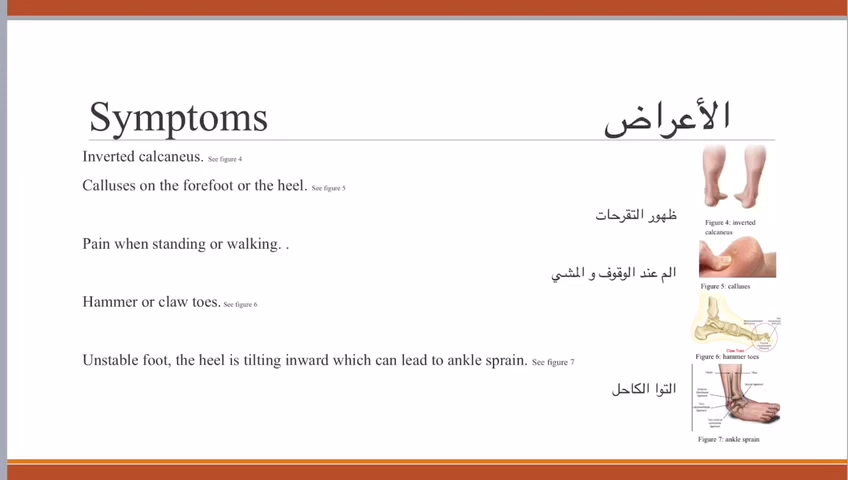 Symptoms
الأعراض
Inverted calcaneus. See figure 4
Calluses on the forefoot or the heel. See figure 5
ظهور التقرحات
Pain when standing or walking. .
الم عند الوقوف و المشي
Hammer or claw toes. See figure 6
Unstable foot, the heel is tilting inward which can lead to ankle sprain. See figure 7
التوا الكاحل
Figure 4: inverted
calcaneus
Figure 5: calluses
Claw Toes
Figure 6: hammer toes
Figure 7: ankle sprain